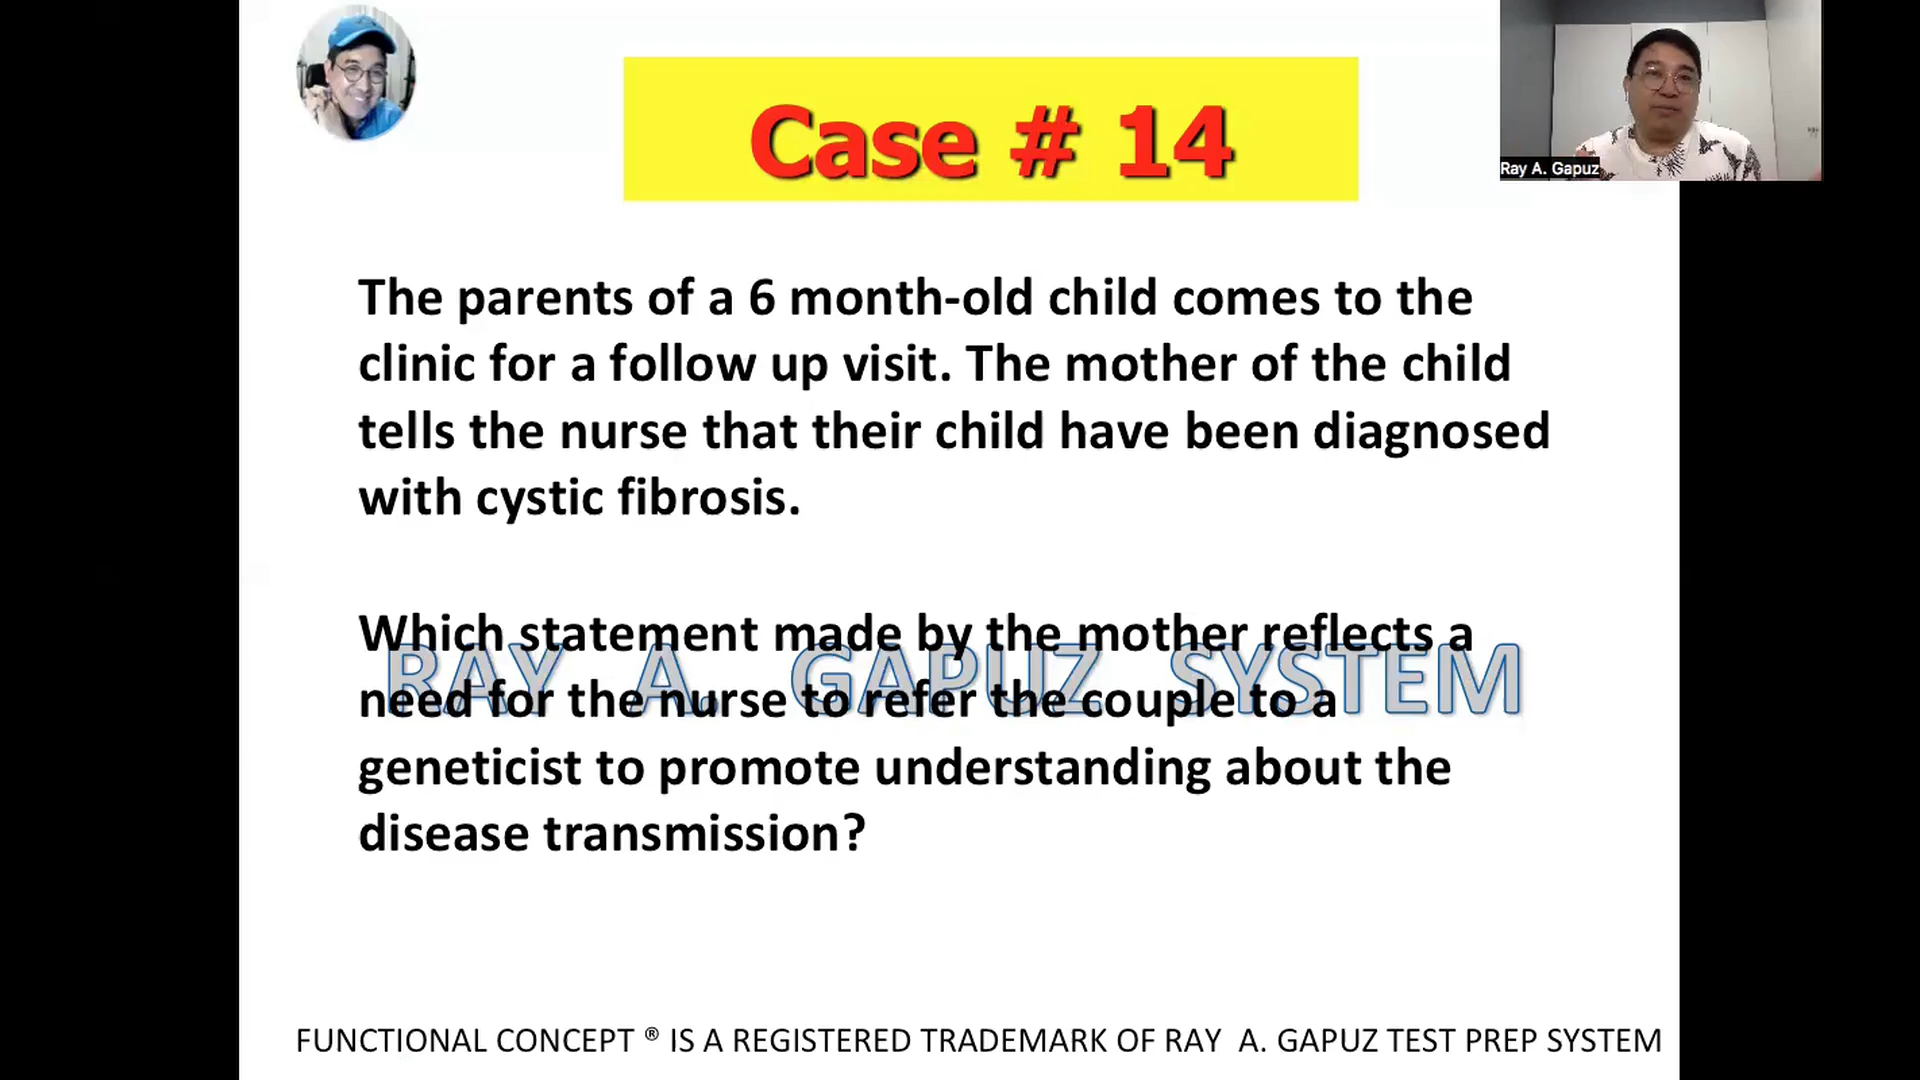 Case # 14
Ray A. Gapuz
The parents of a 6 month-old child comes to the
clinic for a follow up visit. The mother of the child
tells the nurse that their child have been diagnosed
with cystic fibrosis.
Which statement made by the mother reflects a
need for the nurse to refer the couple to a
geneticist to promote understanding about the
disease transmission?
RAY A. GAPUZ SYSTEM
FUNCTIONAL CONCEPT ® IS A REGISTERED TRADEMARK OF RAY A. GAPUZ TEST PREP SYSTEM